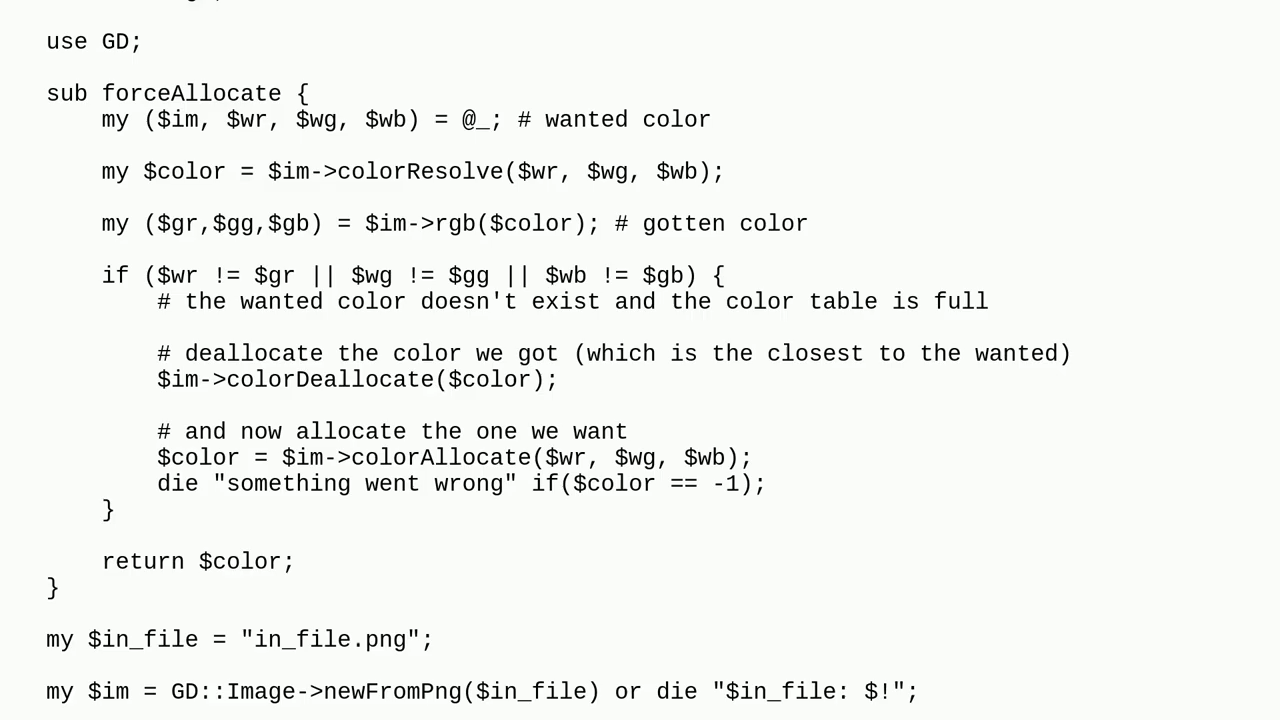 use GD;
sub forceAllocate {
my ($im, $wr, $wg, $wb) = @_; # wanted color
my $color = $im->colorResolve($wr, $wg, $wb);
my ($gr,$gg,$gb) = $im->rgb($color); # gotten color
if ($wr != $gr || $wg != $gg || $wb != $gb) {
# the wanted color doesn't exist and the color table is full
# deallocate the color we got (which is the closest to the wanted)
$im->colorDeallocate($color);
# and now allocate the one we want
$color = $im->colorAllocate($wr, $wg, $wb);
die "something went wrong" if($color == -1);
}
return $color;
}
my $in_file = "in_file.png";
my $im = GD::Image->newFromPng($in_file) or die "$in_file: $!";